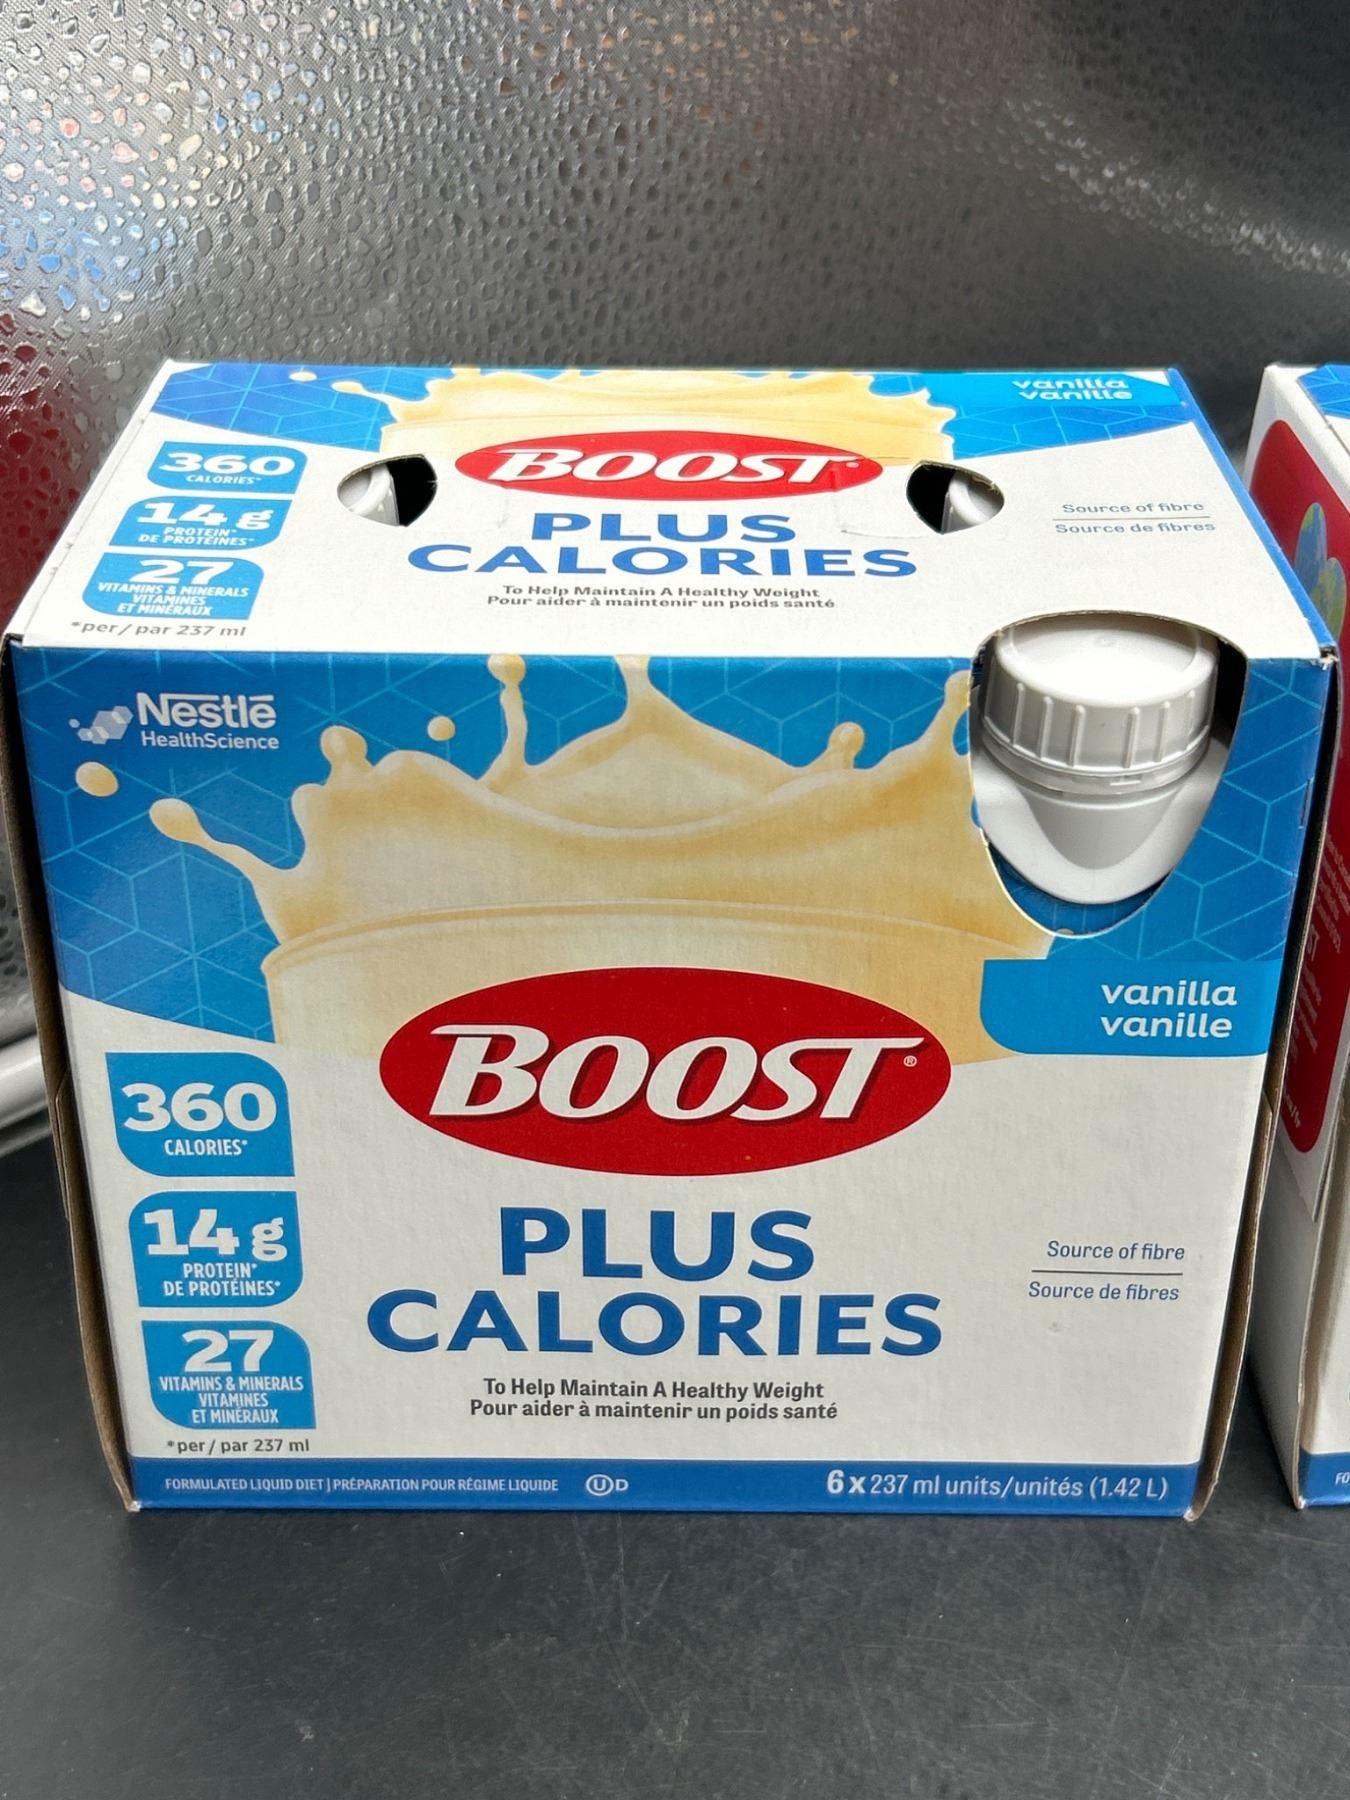 vanilla
vanille
360
CALORIES*
14 g
PROTEIN*
DE PROTÉINES*
27
VITAMINS & MINERALS
VITAMINES
ET MINÉRAUX
*per / par 237 ml
BOOST®
PLUS
CALORIES
To Help Maintain A Healthy Weight
Pour aider à maintenir un poids santé
Source of fibre
Source de fibres
Nestlē
HealthScience
vanilla
vanille
BOOST®
360
CALORIES*
14 g
PROTEIN*
DE PROTÉINES*
27
VITAMINS & MINERALS
VITAMINES
ET MINÉRAUX
*per / par 237 ml
PLUS
CALORIES
To Help Maintain A Healthy Weight
Pour aider à maintenir un poids santé
Source of fibre
Source de fibres
FORMULATED LIQUID DIET | PRÉPARATION POUR RÉGIME LIQUIDE
U D
6 x 237 ml units/unités (1.42 L)
FO